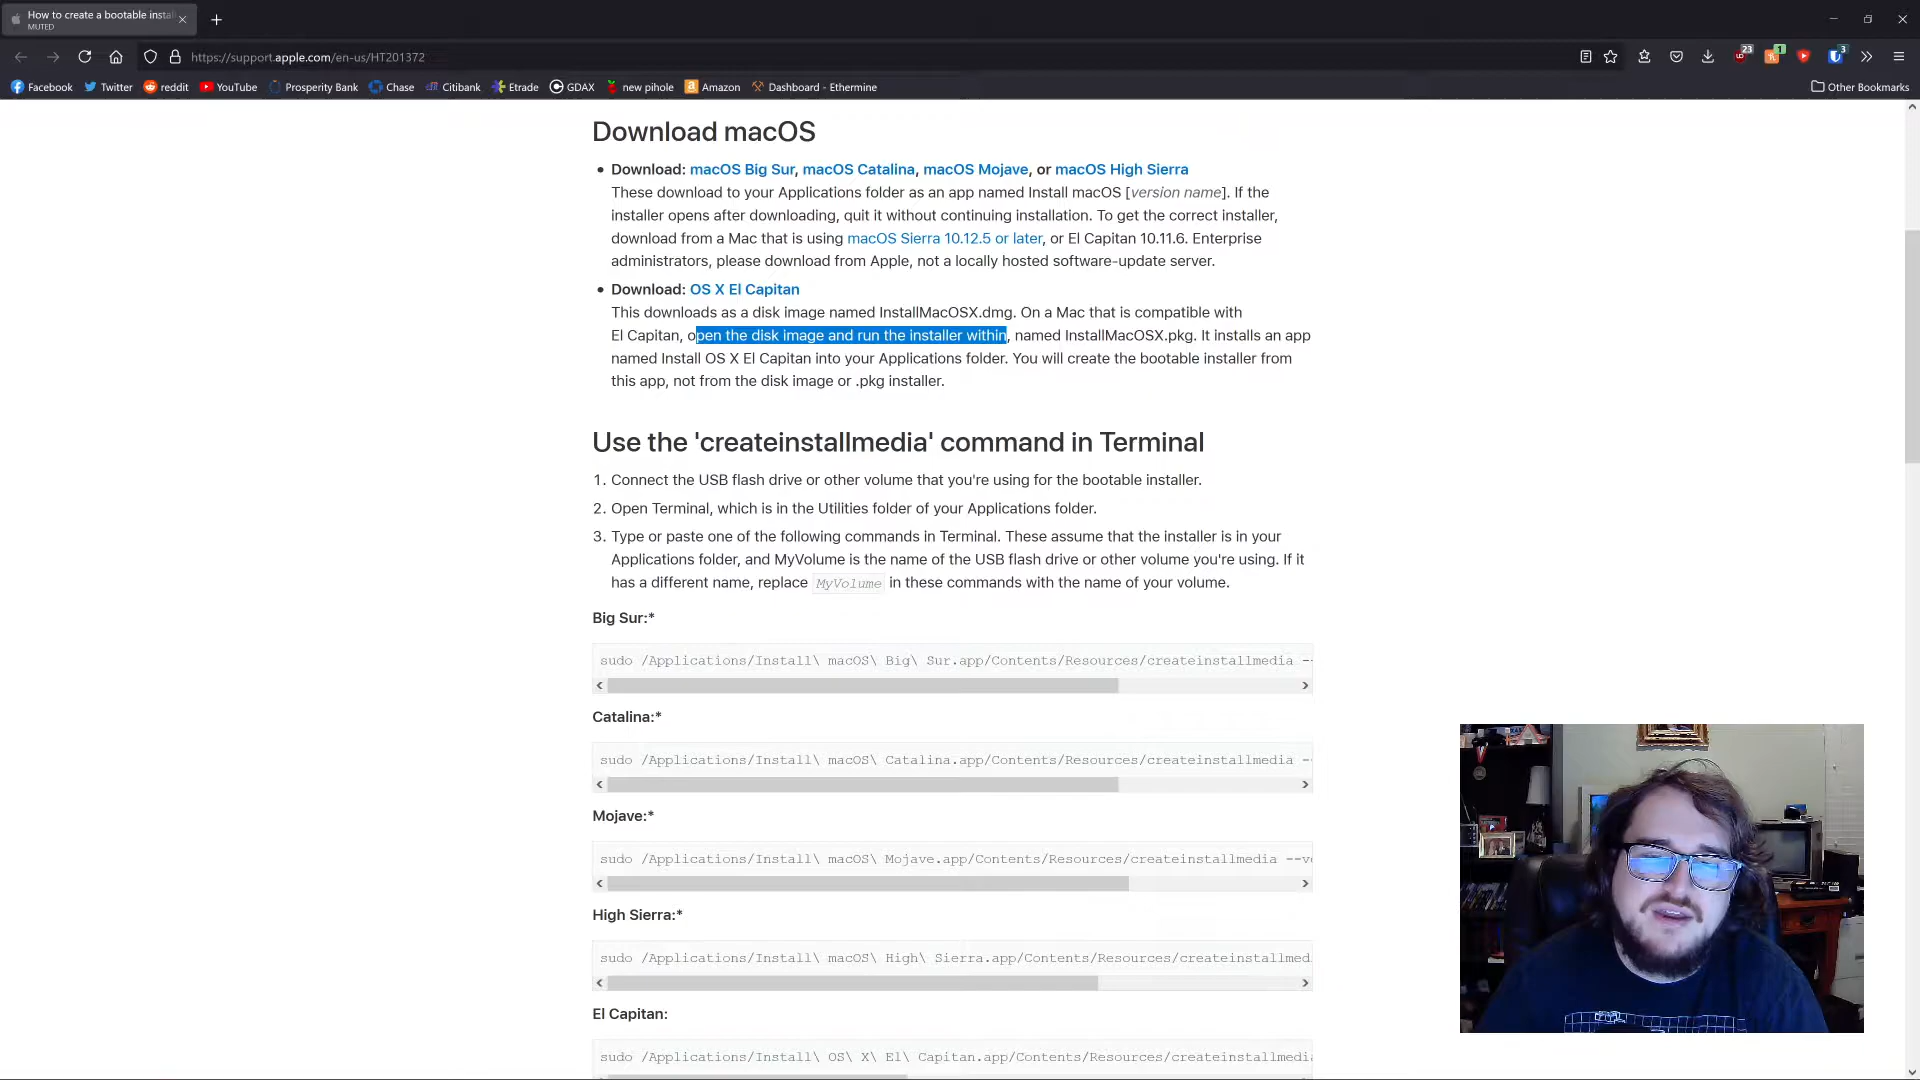 How to create a bootable instal
MUTED
https://support.apple.com/en-us/HT201372
23
1
3
Facebook Twitter reddit YouTube Prosperity Bank Chase Citibank Etrade GDAX new pihole Amazon Dashboard - Ethermine Other Bookmarks
Download macOS
• Download: macOS Big Sur, macOS Catalina, macOS Mojave, or macOS High Sierra
These download to your Applications folder as an app named Install macOS [version name]. If the
installer opens after downloading, quit it without continuing installation. To get the correct installer,
download from a Mac that is using macOS Sierra 10.12.5 or later, or El Capitan 10.11.6. Enterprise
administrators, please download from Apple, not a locally hosted software-update server.
• Download: OS X El Capitan
This downloads as a disk image named InstallMacOSX.dmg. On a Mac that is compatible with
El Capitan, open the disk image and run the installer within, named InstallMacOSX.pkg. It installs an app
named Install OS X El Capitan into your Applications folder. You will create the bootable installer from
this app, not from the disk image or .pkg installer.
Use the 'createinstallmedia' command in Terminal
1. Connect the USB flash drive or other volume that you're using for the bootable installer.
2. Open Terminal, which is in the Utilities folder of your Applications folder.
3. Type or paste one of the following commands in Terminal. These assume that the installer is in your
Applications folder, and MyVolume is the name of the USB flash drive or other volume you're using. If it
has a different name, replace MyVolume in these commands with the name of your volume.
Big Sur:*
sudo /Applications/Install\ macOS\ Big\ Sur.app/Contents/Resources/createinstallmedia --
Catalina:*
sudo /Applications/Install\ macOS\ Catalina.app/Contents/Resources/createinstallmedia -
Mojave:*
sudo /Applications/Install\ macOS\ Mojave.app/Contents/Resources/createinstallmedia --v
High Sierra:*
sudo /Applications/Install\ macOS\ High\ Sierra.app/Contents/Resources/createinstallmed
El Capitan:
sudo /Applications/Install\ OS\ X\ El\ Capitan.app/Contents/Resources/createinstallmedi